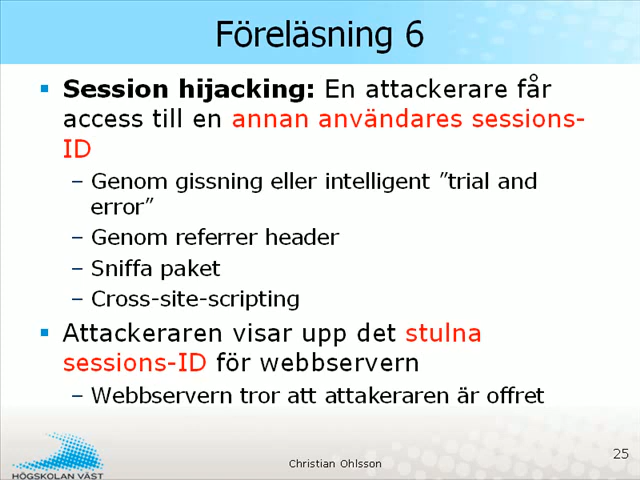 Föreläsning 6
Session hijacking: En attackerare får
access till en annan användares sessions-
ID
– Genom gissning eller intelligent ”trial and
error”
– Genom referrer header
– Sniffa paket
– Cross-site-scripting
Attackeraren visar upp det stulna
sessions-ID för webbservern
– Webbservern tror att attakeraren är offret
Christian Ohlsson
25
HÖGSKOLAN VÄST